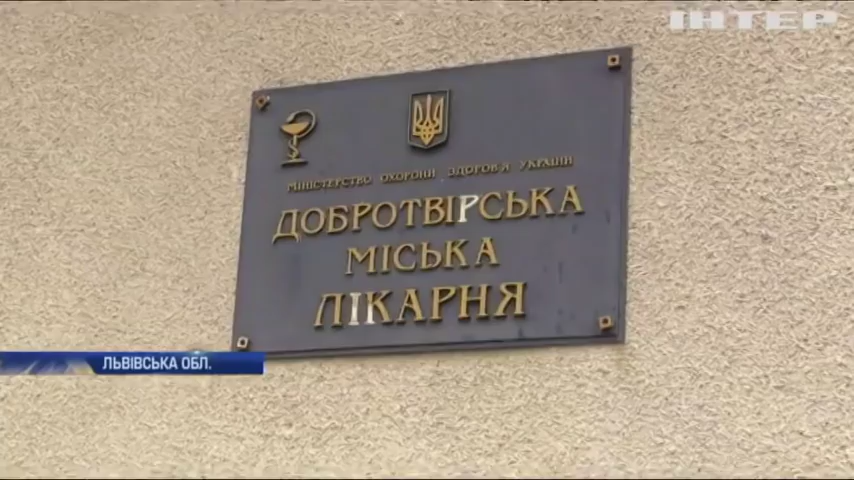 ІНТЕР
МІНІСТЕРСТВО ОХОРОНИ ЗДОРОВ'Я УКРАЇНИ
ДОБРОТВІРСЬКА
МІСЬКА
ЛІКАРНЯ
ЛЬВІВСЬКА ОБЛ.